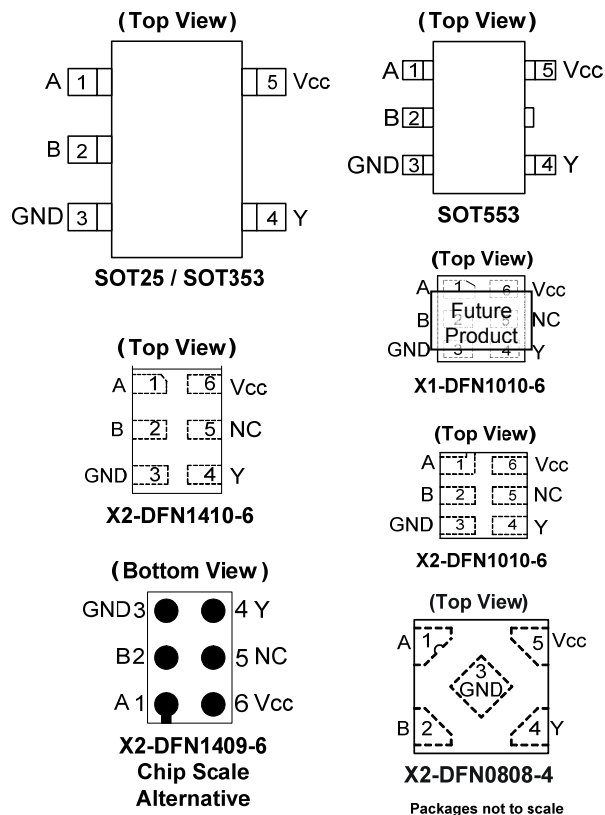 (Top View)
A 1 5 Vcc
B 2
GND 3 4 Y
SOT25 / SOT353
(Top View)
A 1 5 Vcc
B 2
GND 3 4 Y
SOT553
(Top View)
A 1 6 Vcc
B 2 Future 5 NC
Product
GND 3 4 Y
X1-DFN1010-6
(Top View)
A 1 6 Vcc
B 2 5 NC
GND 3 4 Y
X2-DFN1410-6
(Top View)
A 1 6 Vcc
B 2 5 NC
GND 3 4 Y
X2-DFN1010-6
(Bottom View)
GND 3 4 Y
B 2 5 NC
A 1 6 Vcc
X2-DFN1409-6
Chip Scale
Alternative
(Top View)
A 1 5 Vcc
3
GND
B 2 4 Y
X2-DFN0808-4
Packages not to scale